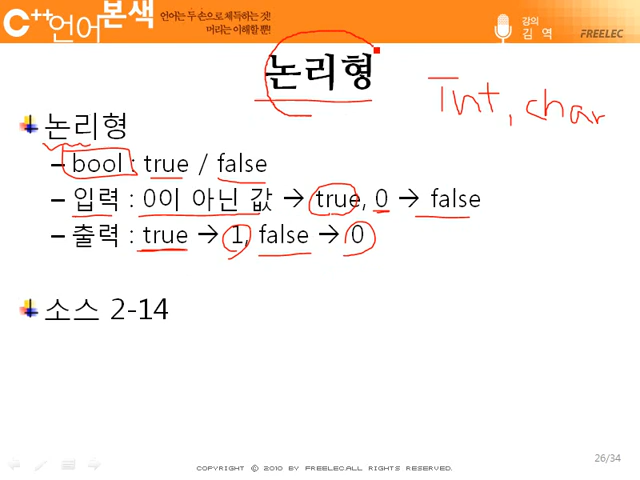 C++언어본색
언어는 두 손으로 체득하는 것!
머리는 이해할 뿐!
강의
김 역
FREELEC
논리형
Int, char
논리형
– bool : true / false
– 입력 : 0이 아닌 값 → true, 0 → false
– 출력 : true → 1, false → 0
소스 2-14
26/34
COPYRIGHT © 2010 BY FREELEC.ALL RIGHTS RESERVED.